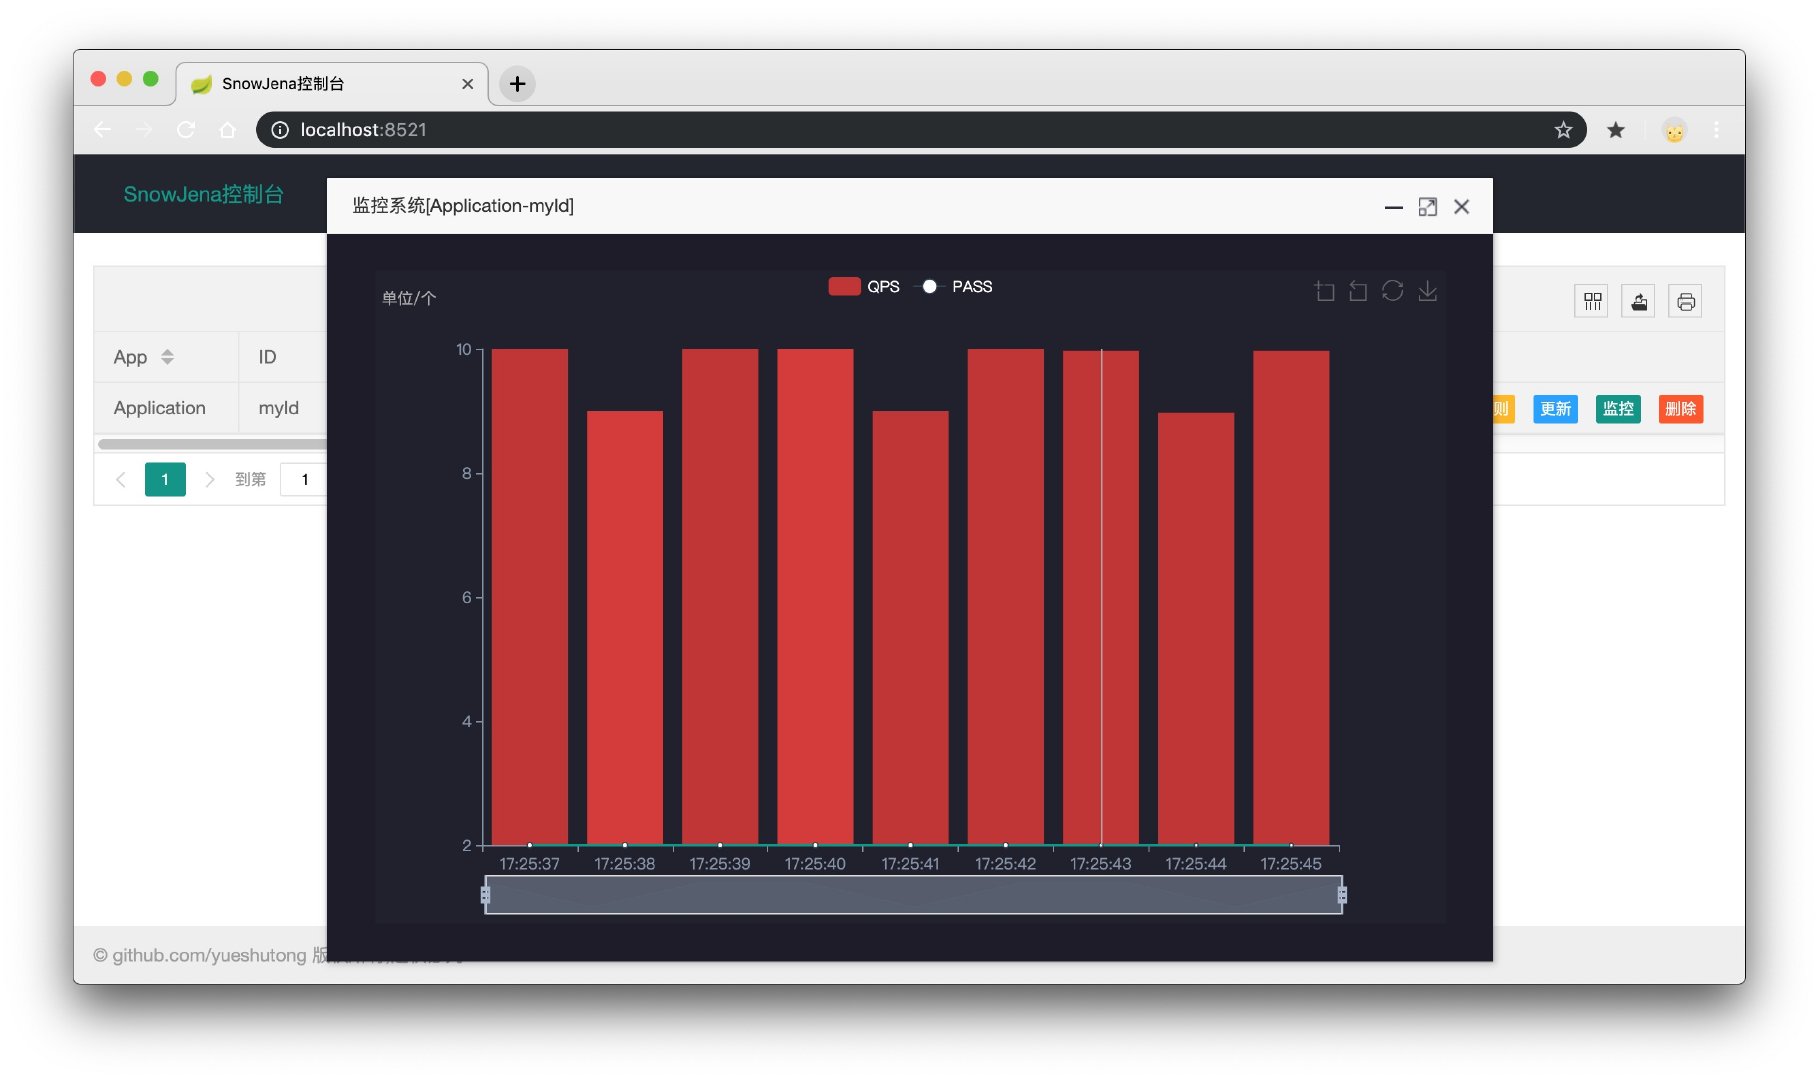 SnowJena控制台
localhost:8521
SnowJena控制台
监控系统[Application-myId]
单位/个
QPS PASS
App ID
Application myId
则 更新 监控 删除
1 到第 1
10
8
6
4
2
17:25:37 17:25:38 17:25:39 17:25:40 17:25:41 17:25:42 17:25:43 17:25:44 17:25:45
© github.com/yueshutong